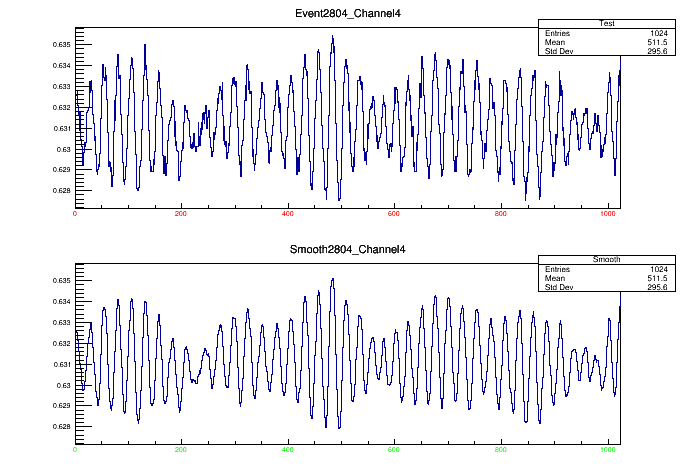 Event2804_Channel4
Test
Entries 1024
Mean 511.5
Std Dev 295.6
0.635
0.634
0.633
0.632
0.631
0.63
0.629
0.628
0 200 400 600 800 1000
Smooth2804_Channel4
Smooth
Entries 1024
Mean 511.5
Std Dev 295.6
0.635
0.634
0.633
0.632
0.631
0.63
0.629
0.628
0 200 400 600 800 1000